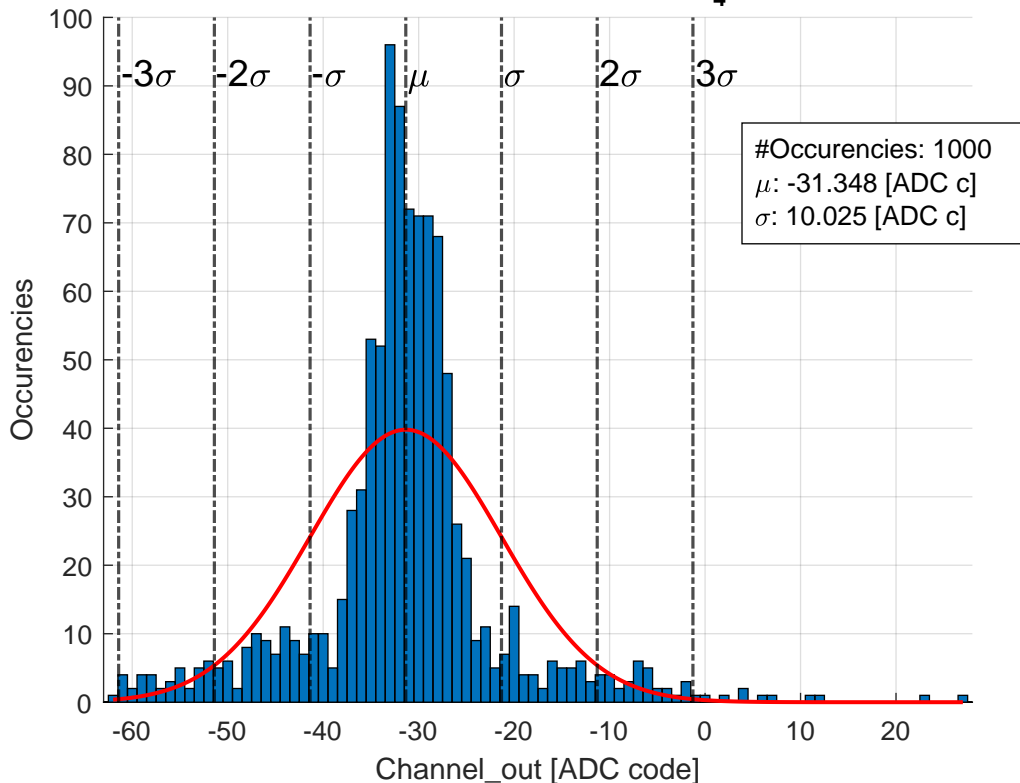 4
100
90
80
70
60
50
40
30
20
10
0
-3σ -2σ -σ μ σ 2σ 3σ
#Occurencies: 1000
μ: -31.348 [ADC c]
σ: 10.025 [ADC c]
Occurencies
-60 -50 -40 -30 -20 -10 0 10 20
Channel_out [ADC code]